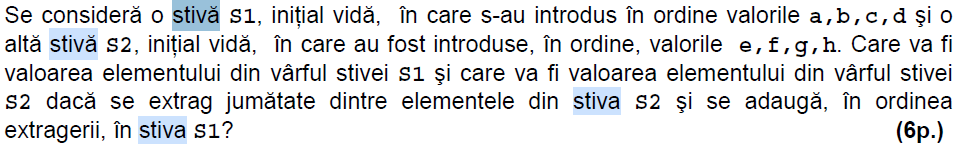 Se consideră o stivă S1, iniţial vidă, în care s-au introdus în ordine valorile a,b,c,d şi o
altă stivă S2, iniţial vidă, în care au fost introduse, în ordine, valorile e,f,g,h. Care va fi
valoarea elementului din vârful stivei S1 şi care va fi valoarea elementului din vârful stivei
S2 dacă se extrag jumătate dintre elementele din stiva S2 şi se adaugă, în ordinea
extragerii, în stiva S1? (6p.)